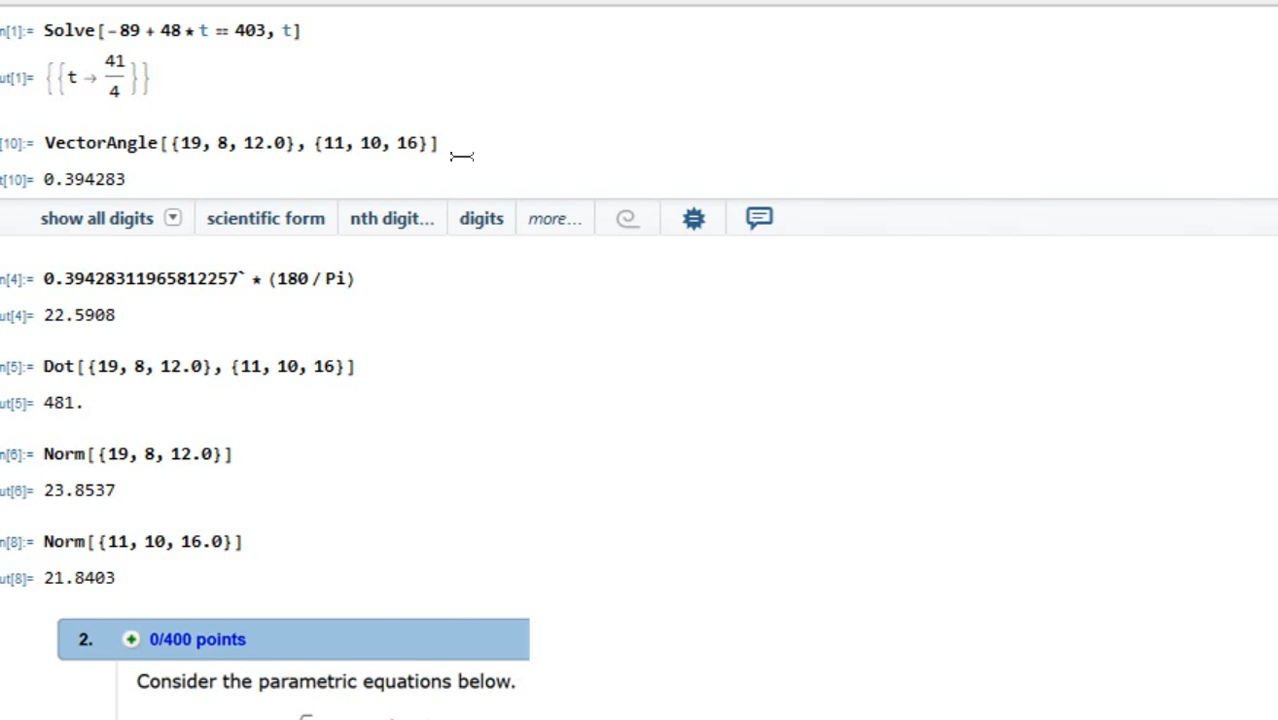 n[1]:= Solve[-89 + 48 * t == 403, t]
ut[1]= {{t → 41/4}}
[10]:= VectorAngle[{19, 8, 12.0}, {11, 10, 16}]
t[10]= 0.394283
show all digits scientific form nth digit... digits more...
n[4]:= 0.39428311965812257` * (180 / Pi)
ut[4]= 22.5908
n[5]:= Dot[{19, 8, 12.0}, {11, 10, 16}]
ut[5]= 481.
n[6]:= Norm[{19, 8, 12.0}]
ut[6]= 23.8537
n[8]:= Norm[{11, 10, 16.0}]
ut[8]= 21.8403
2. 0/400 points
Consider the parametric equations below.